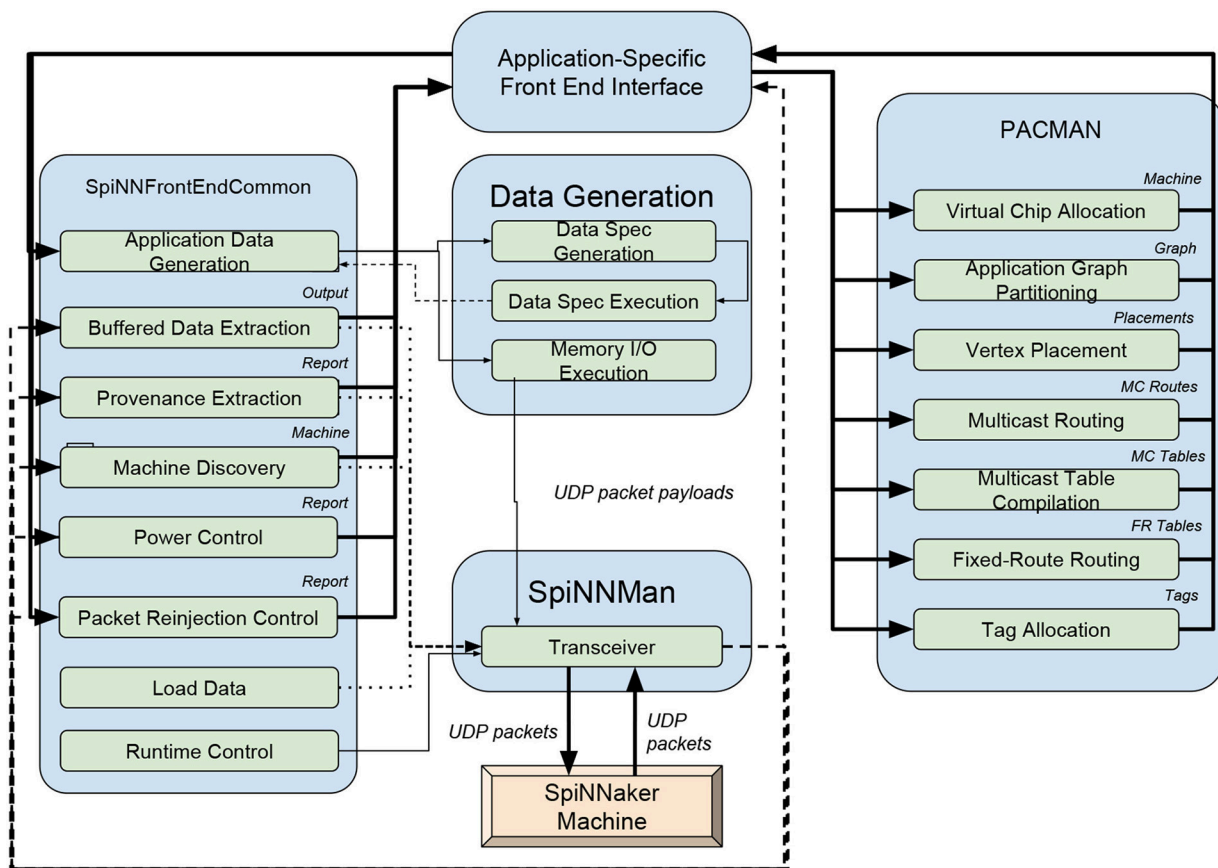 Application-Specific
Front End Interface
SpiNNFrontEndCommon
Application Data
Generation
Output
Buffered Data Extraction
Report
Provenance Extraction
Machine
Machine Discovery
Report
Power Control
Report
Packet Reinjection Control
Load Data
Runtime Control
Data Generation
Data Spec
Generation
Data Spec Execution
Memory I/O
Execution
UDP packet payloads
SpiNNMan
Transceiver
UDP packets
UDP
packets
SpiNNaker
Machine
PACMAN
Machine
Virtual Chip Allocation
Graph
Application Graph
Partitioning
Placements
Vertex Placement
MC Routes
Multicast Routing
MC Tables
Multicast Table
Compilation
FR Tables
Fixed-Route Routing
Tags
Tag Allocation